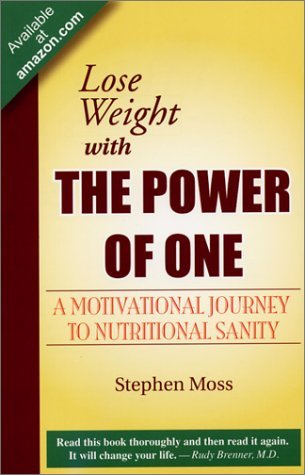 Available
at
amazon.com
Lose
Weight
with
THE POWER
OF ONE
A MOTIVATIONAL JOURNEY
TO NUTRITIONAL SANITY
Stephen Moss
Read this book thoroughly and then read it again.
It will change your life. — Rudy Brenner, M.D.